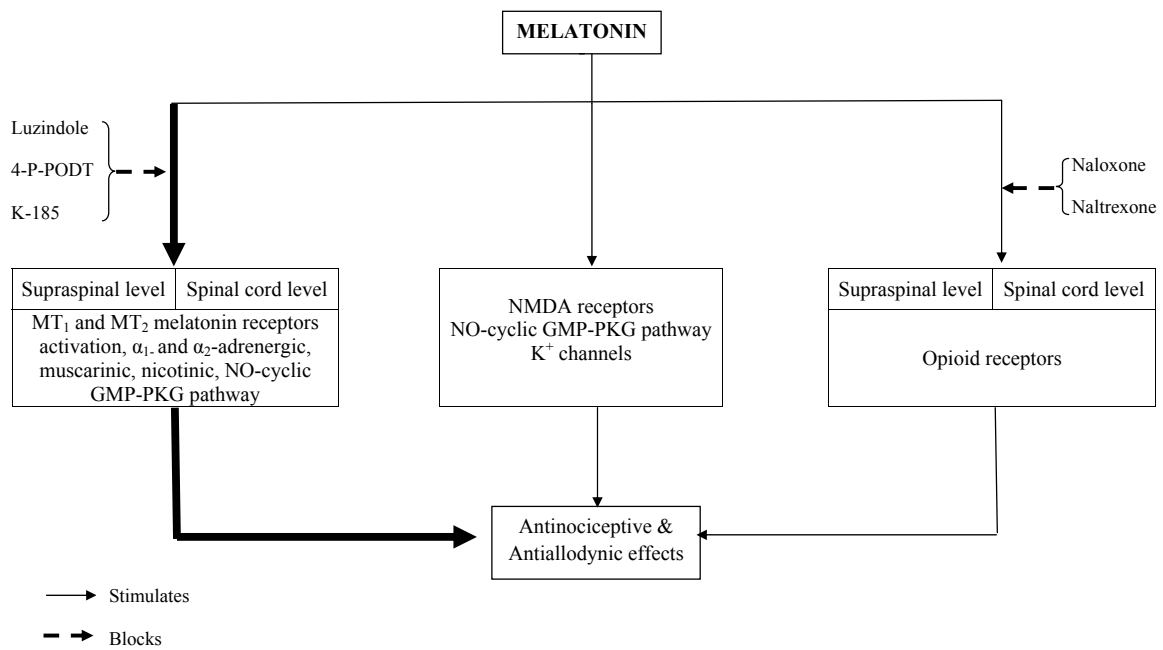 MELATONIN
Luzindole
4-P-PODT
K-185
Naloxone
Naltrexone
Supraspinal level
Spinal cord level
MT₁ and MT₂ melatonin receptors
activation, α₁- and α₂-adrenergic,
muscarinic, nicotinic, NO-cyclic
GMP-PKG pathway
NMDA receptors
NO-cyclic GMP-PKG pathway
K⁺ channels
Supraspinal level
Spinal cord level
Opioid receptors
Antinociceptive &
Antiallodynic effects
Stimulates
Blocks